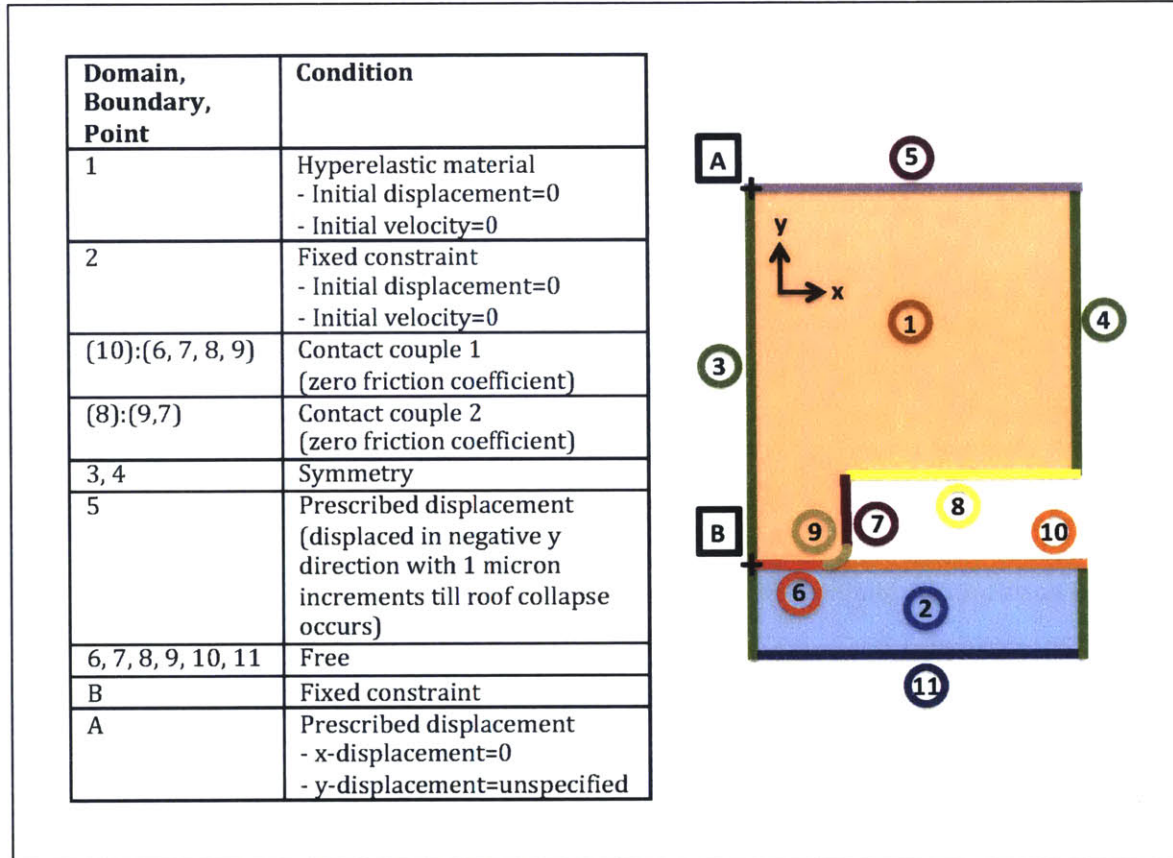 Domain,
Boundary,
Point
Condition
1
Hyperelastic material
- Initial displacement=0
- Initial velocity=0
2
Fixed constraint
- Initial displacement=0
- Initial velocity=0
(10):(6, 7, 8, 9)
Contact couple 1
(zero friction coefficient)
(8):(9,7)
Contact couple 2
(zero friction coefficient)
3, 4
Symmetry
5
Prescribed displacement
(displaced in negative y
direction with 1 micron
increments till roof collapse
occurs)
6, 7, 8, 9, 10, 11
Free
B
Fixed constraint
A
Prescribed displacement
- x-displacement=0
- y-displacement=unspecified
A
5
y
x
1
4
3
8
B
9
7
10
6
2
11